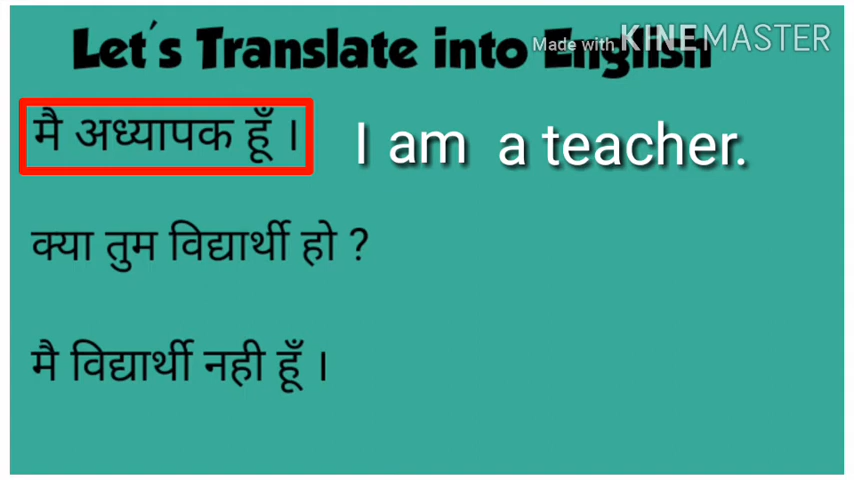 Let's Translate into English
Made with KINEMASTER
मै अध्यापक हूँ । I am a teacher.
क्या तुम विद्यार्थी हो ?
मै विद्यार्थी नही हूँ ।